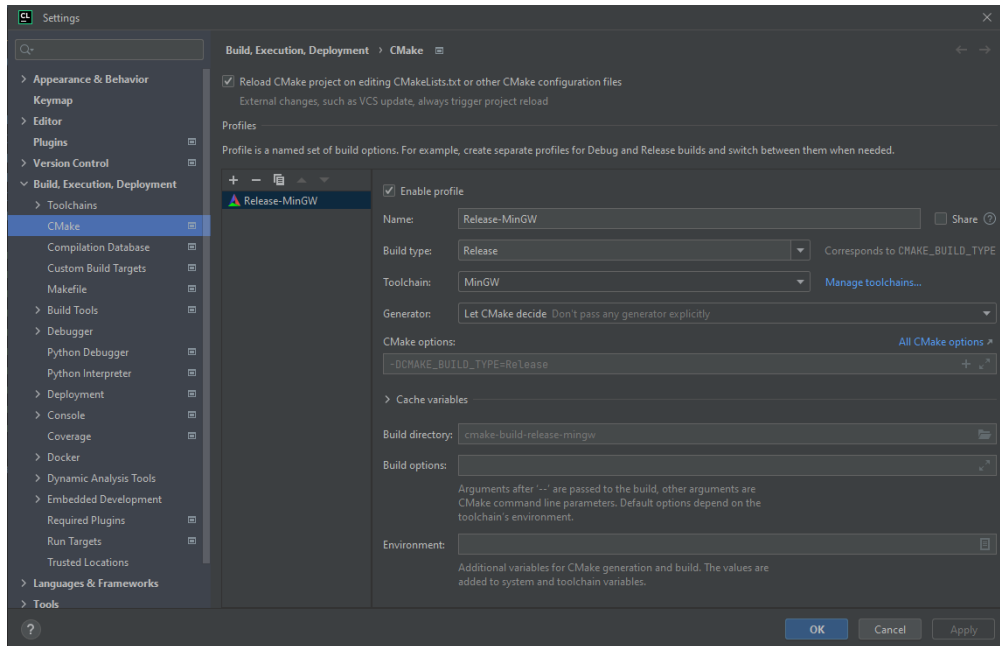 CL Settings
Build, Execution, Deployment › CMake
Appearance & Behavior
Keymap
Editor
Plugins
Version Control
Build, Execution, Deployment
Toolchains
CMake
Compilation Database
Custom Build Targets
Makefile
Build Tools
Debugger
Python Debugger
Python Interpreter
Deployment
Console
Coverage
Docker
Dynamic Analysis Tools
Embedded Development
Required Plugins
Run Targets
Trusted Locations
Languages & Frameworks
Tools
Reload CMake project on editing CMakeLists.txt or other CMake configuration files
External changes, such as VCS update, always trigger project reload
Profiles
Profile is a named set of build options. For example, create separate profiles for Debug and Release builds and switch between them when needed.
Release-MinGW
Enable profile
Name: Release-MinGW Share ?
Build type: Release Corresponds to CMAKE_BUILD_TYPE
Toolchain: MinGW Manage toolchains...
Generator: Let CMake decide Don't pass any generator explicitly
CMake options: All CMake options ↗
-DCMAKE_BUILD_TYPE=Release
Cache variables
Build directory: cmake-build-release-mingw
Build options:
Arguments after '--' are passed to the build, other arguments are
CMake command line parameters. Default options depend on the
toolchain's environment.
Environment:
Additional variables for CMake generation and build. The values are
added to system and toolchain variables.
? OK Cancel Apply